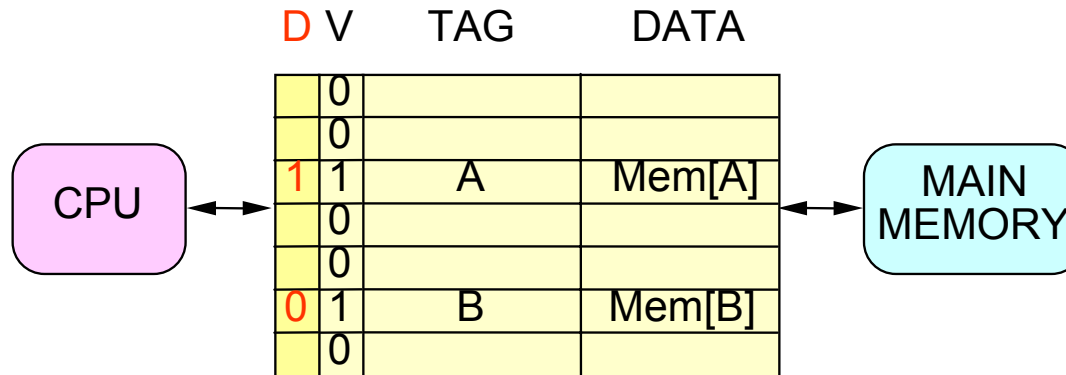 D V TAG DATA
0
0
1 1 A Mem[A]
0
0
0 1 B Mem[B]
0
CPU
MAIN
MEMORY